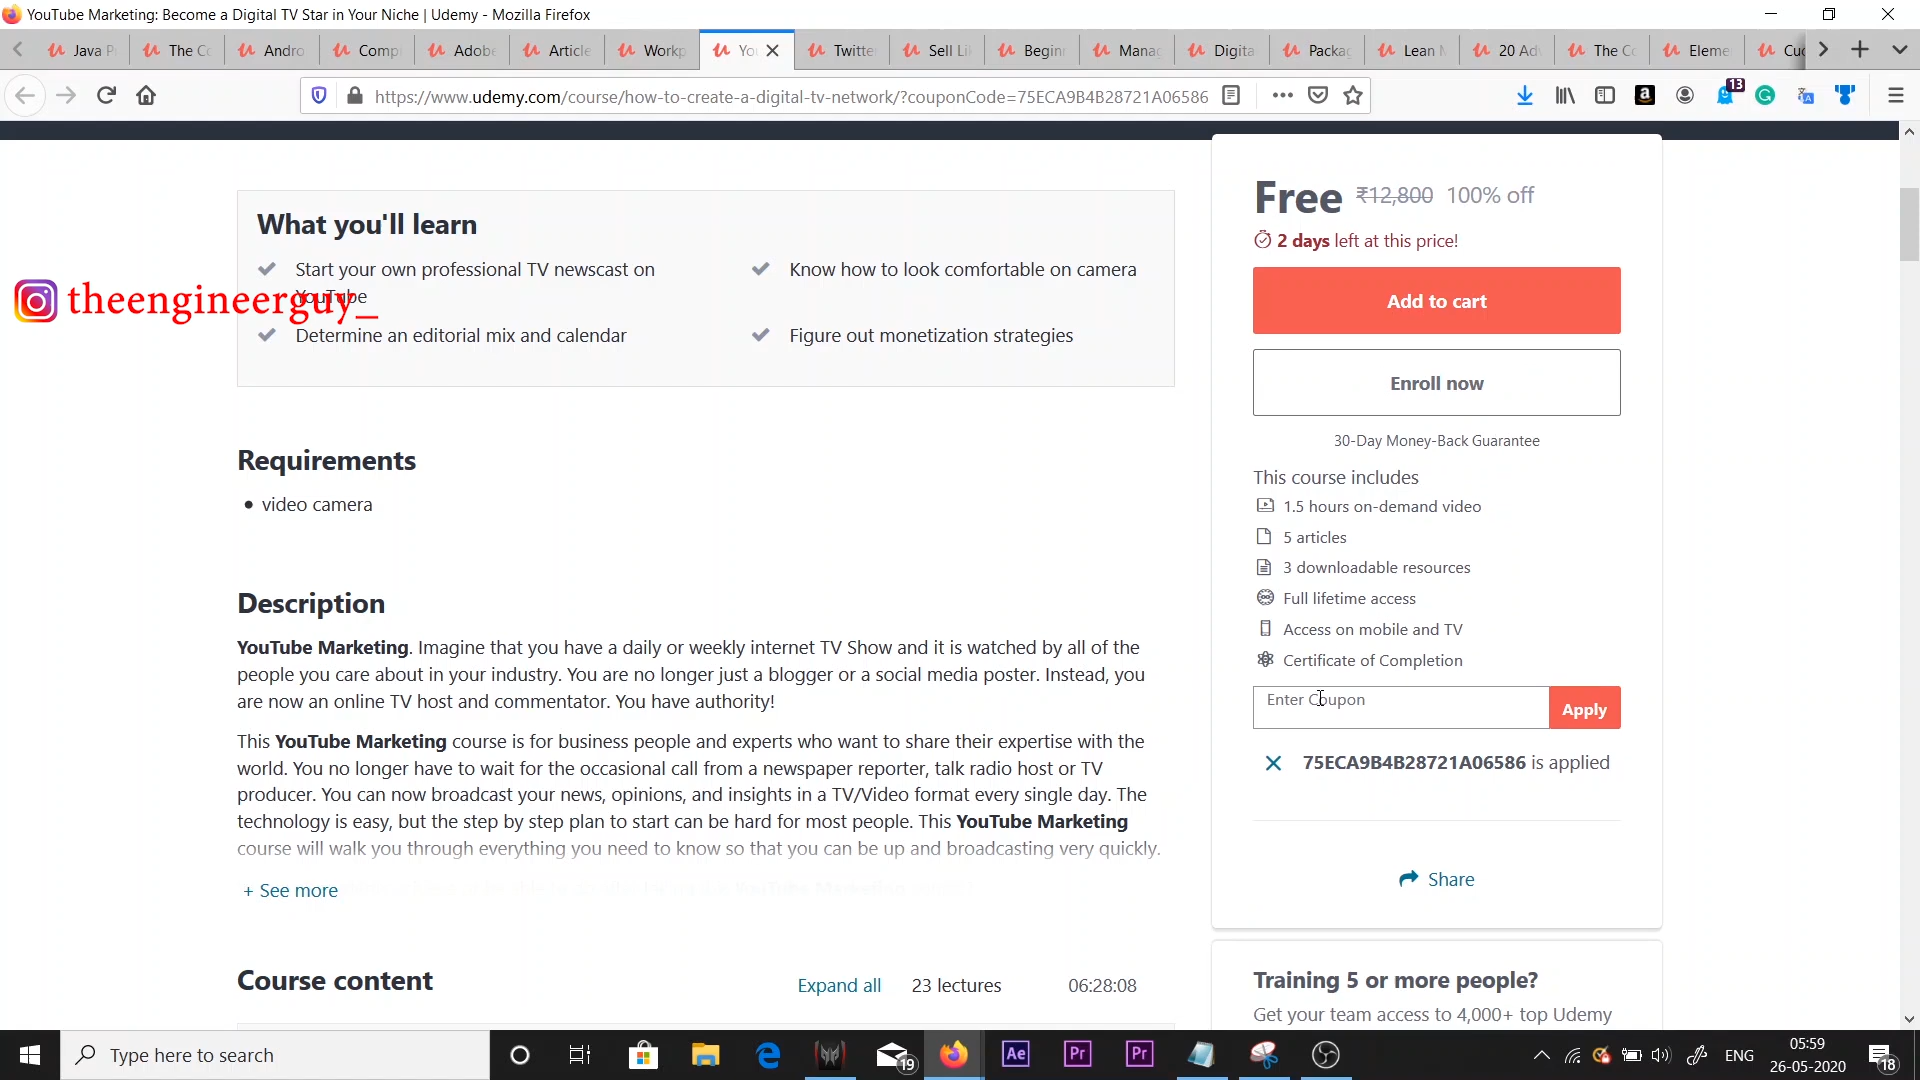 YouTube Marketing: Become a Digital TV Star in Your Niche | Udemy - Mozilla Firefox
Java P The Co Andro Comp Adobe Article Workp You Twitte Sell Li Begin Mana Digita Packag Lean M 20 Ad The Co Eleme Cu
https://www.udemy.com/course/how-to-create-a-digital-tv-network/?couponCode=75ECA9B4B28721A06586
13
What you'll learn
Start your own professional TV newscast on
YouTube
Know how to look comfortable on camera
theengineerguy_
Determine an editorial mix and calendar
Figure out monetization strategies
Requirements
video camera
Description
YouTube Marketing. Imagine that you have a daily or weekly internet TV Show and it is watched by all of the
people you care about in your industry. You are no longer just a blogger or a social media poster. Instead, you
are now an online TV host and commentator. You have authority!
This YouTube Marketing course is for business people and experts who want to share their expertise with the
world. You no longer have to wait for the occasional call from a newspaper reporter, talk radio host or TV
producer. You can now broadcast your news, opinions, and insights in a TV/Video format every single day. The
technology is easy, but the step by step plan to start can be hard for most people. This YouTube Marketing
course will walk you through everything you need to know so that you can be up and broadcasting very quickly.
+ See more
Course content
Expand all 23 lectures 06:28:08
Free ₹12,800 100% off
2 days left at this price!
Add to cart
Enroll now
30-Day Money-Back Guarantee
This course includes
1.5 hours on-demand video
5 articles
3 downloadable resources
Full lifetime access
Access on mobile and TV
Certificate of Completion
Enter Coupon
Apply
75ECA9B4B28721A06586 is applied
Share
Training 5 or more people?
Get your team access to 4,000+ top Udemy
Type here to search
19
Ae
Pr
Pr
ENG
05:59
26-05-2020
18